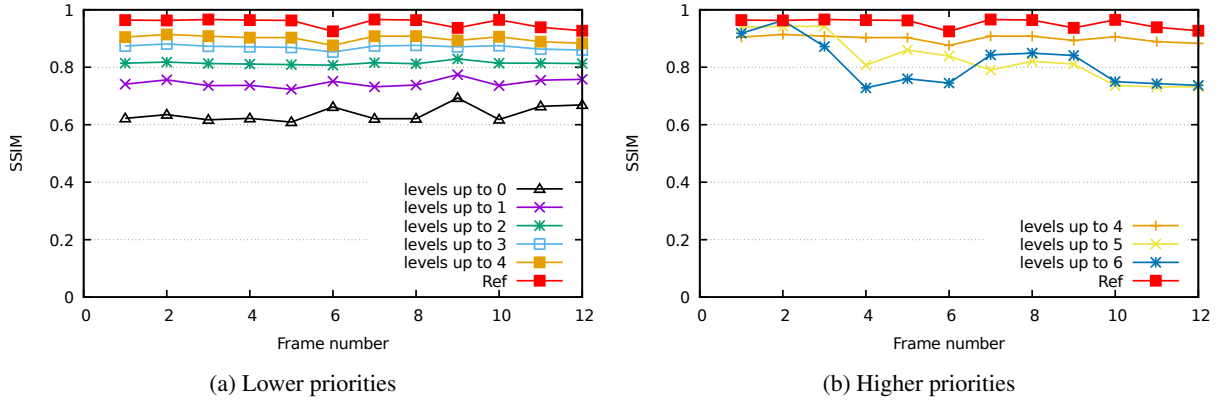 1
0.8
0.6
0.4
0.2
0
SSIM
0 2 4 6 8 10 12
Frame number
levels up to 0
levels up to 1
levels up to 2
levels up to 3
levels up to 4
Ref
(a) Lower priorities
1
0.8
0.6
0.4
0.2
0
SSIM
0 2 4 6 8 10 12
Frame number
levels up to 4
levels up to 5
levels up to 6
Ref
(b) Higher priorities